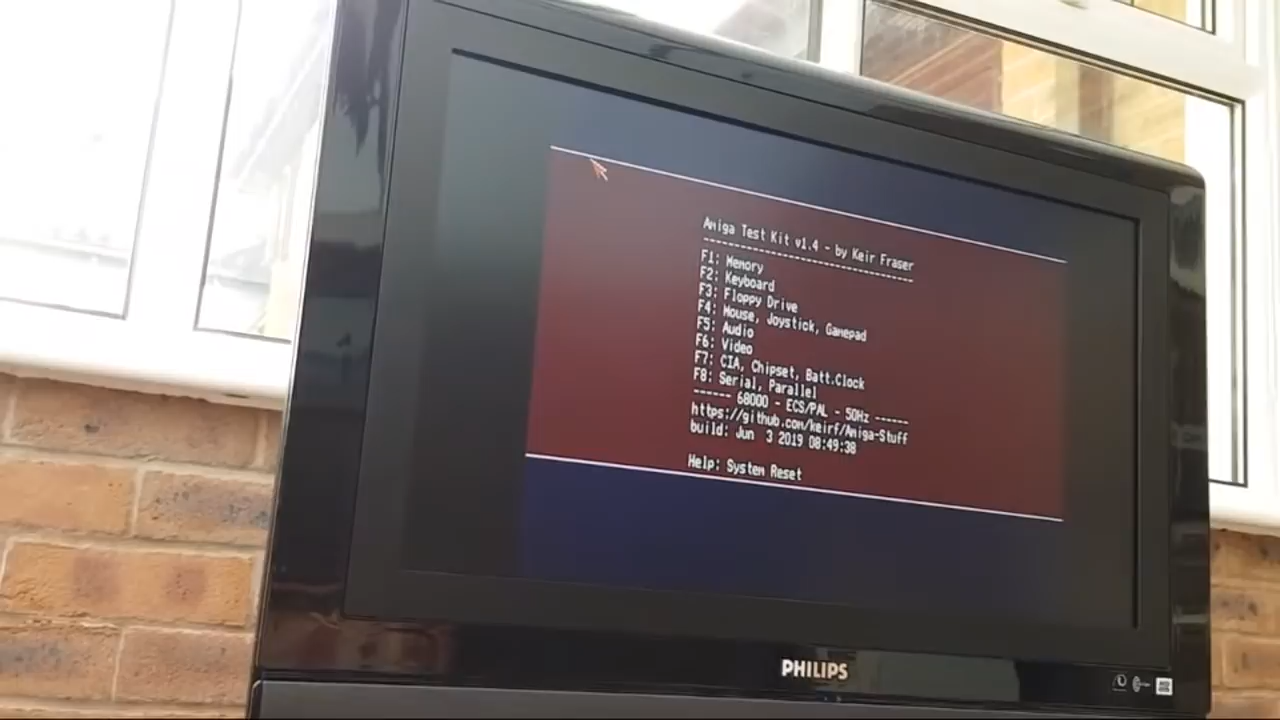 Amiga Test Kit v1.4 - by Keir Fraser
------------------------------------
F1: Memory
F2: Keyboard
F3: Floppy Drive
F4: Mouse, Joystick, Gamepad
F5: Audio
F6: Video
F7: CIA, Chipset, Batt.Clock
F8: Serial, Parallel
------ 68000 - ECS/PAL - 50Hz ------
https://github.com/keirf/Amiga-Stuff
build: Jun  3 2019 08:49:38
Help: System Reset
PHILIPS